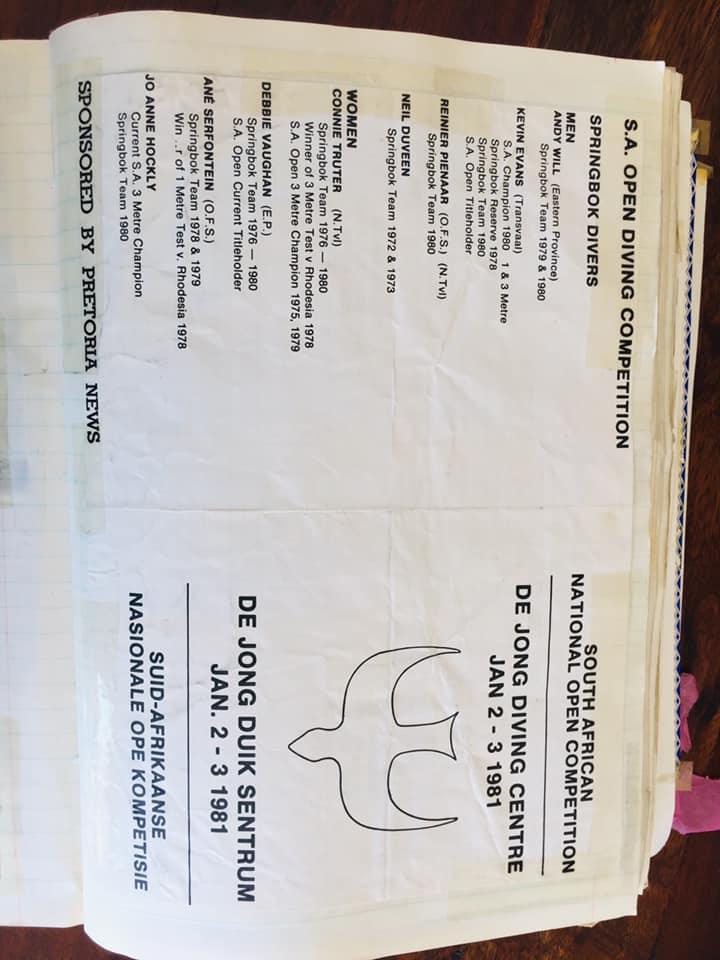 S.A. OPEN DIVING COMPETITION
SPRINGBOK DIVERS
MEN
ANDY WILL (Eastern Province)
Springbok Team 1979 & 1980
KEVIN EVANS (Transvaal)
S.A. Champion 1980 1 & 3 Metre
Springbok Reserve 1978
Springbok Team 1980
S.A. Open Titleholder
REINIER PIENAAR (O.F.S.) (N.Tvl)
Springbok Team 1980
NEIL DUVEEN
Springbok Team 1972 & 1973
WOMEN
CONNIE TRUTER (N.Tvl)
Springbok Team 1976 — 1980
Winner of 3 Metre Test v Rhodesia 1978
S.A. Open 3 Metre Champion 1975, 1979
DEBBIE VAUGHAN (E.P.)
Springbok Team 1976 — 1980
S.A. Open Current Titleholder
ANÉ SERFONTEIN (O.F.S.)
Springbok Team 1978 & 1979
Win ..r of 1 Metre Test v. Rhodesia 1978
JO ANNE HOCKLY
Current S.A. 3 Metre Champion
Springbok Team 1980
SPONSORED BY PRETORIA NEWS
SOUTH AFRICAN
NATIONAL OPEN COMPETITION
DE JONG DIVING CENTRE
JAN 2 - 3 1981
DE JONG DUIK SENTRUM
JAN. 2 - 3 1981
SUID-AFRIKAANSE
NASIONALE OPE KOMPETISIE